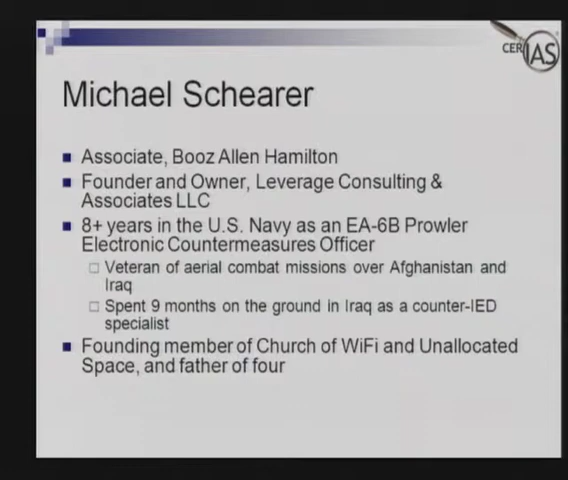 CERIAS
Michael Schearer
Associate, Booz Allen Hamilton
Founder and Owner, Leverage Consulting &
Associates LLC
8+ years in the U.S. Navy as an EA-6B Prowler
Electronic Countermeasures Officer
Veteran of aerial combat missions over Afghanistan and
Iraq
Spent 9 months on the ground in Iraq as a counter-IED
specialist
Founding member of Church of WiFi and Unallocated
Space, and father of four